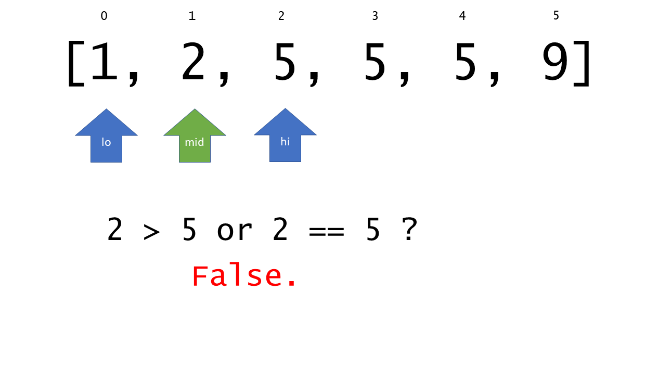 0 1 2 3 4 5
[1, 2, 5, 5, 5, 9]
lo mid hi
2 > 5 or 2 == 5 ?
False.